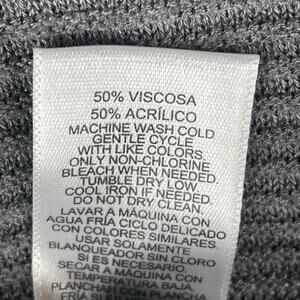 50% VISCOSA
50% ACRÍLICO
MACHINE WASH COLD
GENTLE CYCLE
WITH LIKE COLORS.
ONLY NON-CHLORINE.
BLEACH WHEN NEEDED.
TUMBLE DRY LOW.
COOL IRON IF NEEDED.
DO NOT DRY CLEAN.
LAVAR A MÁQUINA CON
AGUA FRÍA CICLO DELICADO
CON COLORES SIMILARES.
USAR SOLAMENTE
BLANQUEADOR SIN CLORO
SI ES NECESARIO.
SECAR A MÁQUINA EN
TEMPERATURA BAJA.
PLANCHAR